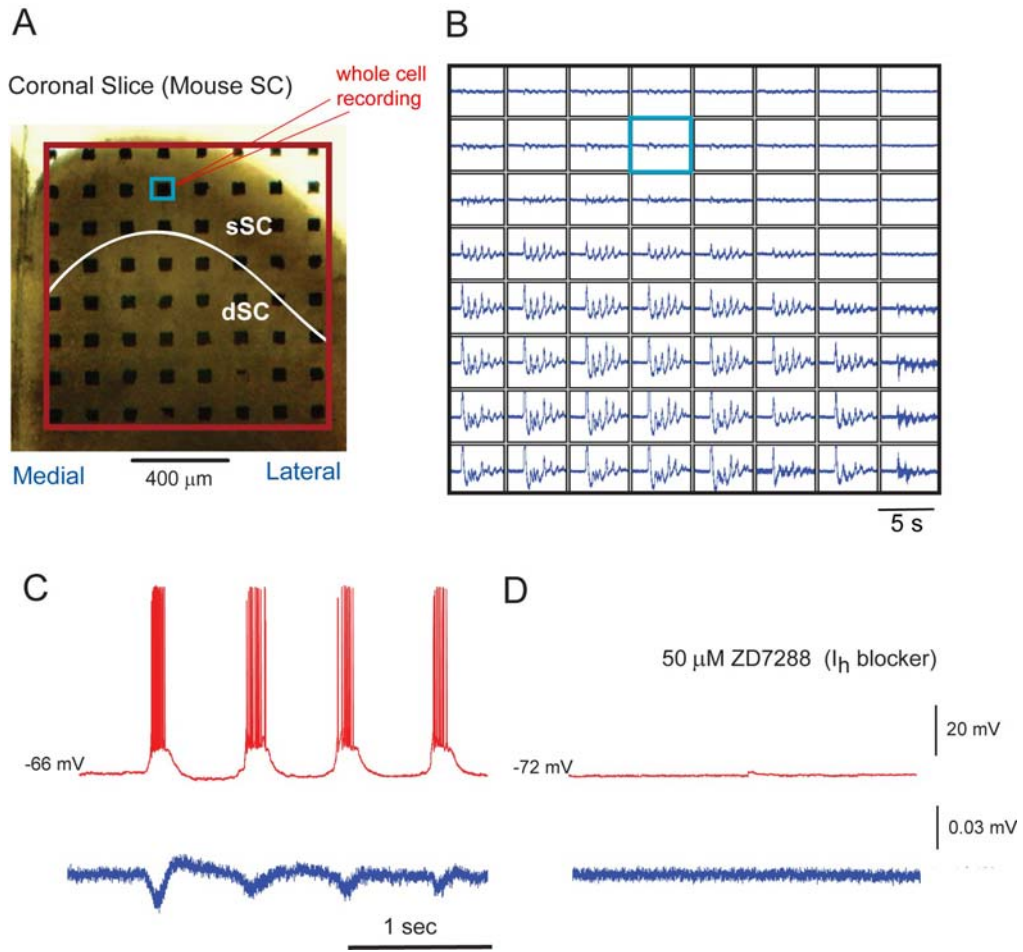 A
B
Coronal Slice (Mouse SC)
whole cell
recording
sSC
dSC
Medial
400 μm
Lateral
5 s
C
D
50 μM ZD7288 (Ih blocker)
20 mV
-66 mV
-72 mV
0.03 mV
1 sec